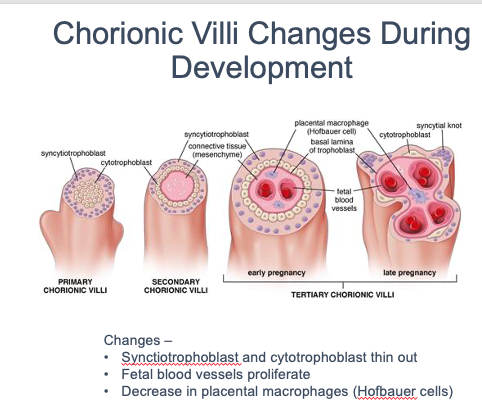 Chorionic Villi Changes During
Development
placental macrophage
(Hofbauer cell)
syncytial knot
syncytiotrophoblast
cytotrophoblast
basal lamina
of trophoblast
connective tissue
(mesenchyme)
syncytiotrophoblast
cytotrophoblast
fetal
blood
vessels
early pregnancy
late pregnancy
PRIMARY
CHORIONIC VILLI
SECONDARY
CHORIONIC VILLI
TERTIARY CHORIONIC VILLI
Changes –
• Synctiotrophoblast and cytotrophoblast thin out
• Fetal blood vessels proliferate
• Decrease in placental macrophages (Hofbauer cells)